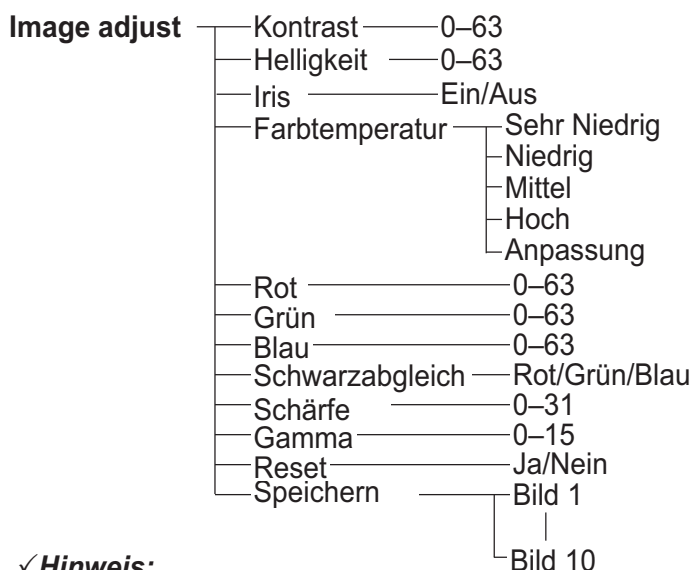 Image adjust Kontrast 0–63
Helligkeit 0–63
Iris Ein/Aus
Farbtemperatur Sehr Niedrig
Niedrig
Mittel
Hoch
Anpassung
Rot 0–63
Grün 0–63
Blau 0–63
Schwarzabgleich Rot/Grün/Blau
Schärfe 0–31
Gamma 0–15
Reset Ja/Nein
Speichern Bild 1
Bild 10
✓Hinweis: